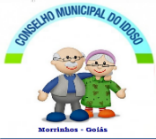 CONSELHO MUNICIPAL DO IDOSO
Morrinhos - Goiás